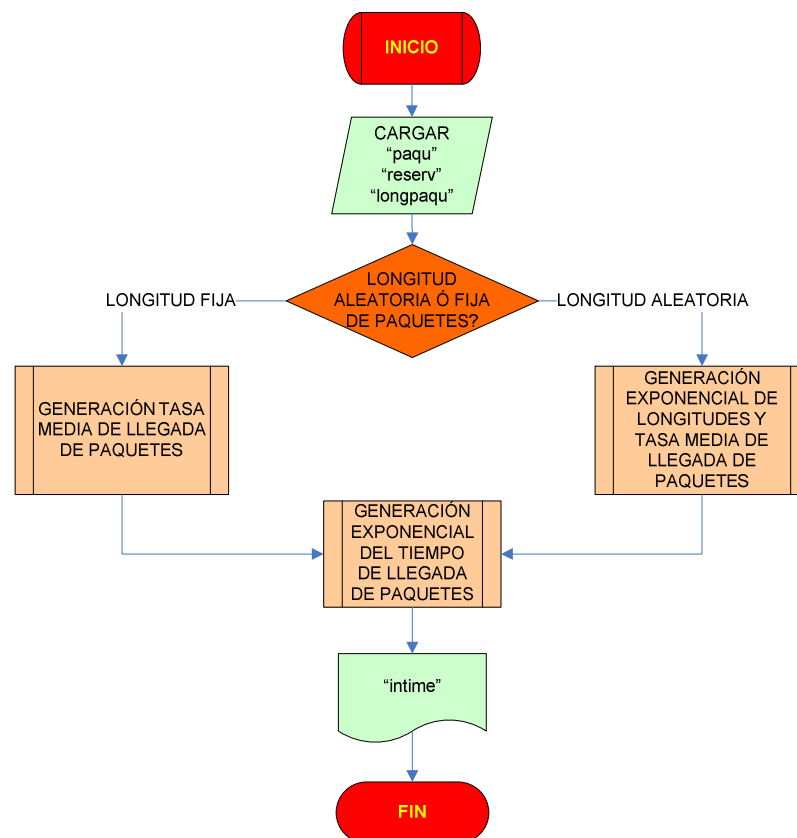 INICIO
CARGAR
“paqu”
“reserv”
“longpaqu”
LONGITUD
ALEATORIA Ó FIJA
DE PAQUETES?
LONGITUD FIJA
LONGITUD ALEATORIA
GENERACIÓN TASA
MEDIA DE LLEGADA
DE PAQUETES
GENERACIÓN
EXPONENCIAL DE
LONGITUDES Y
TASA MEDIA DE
LLEGADA DE
PAQUETES
GENERACIÓN
EXPONENCIAL
DEL TIEMPO
DE LLEGADA
DE PAQUETES
“intime”
FIN